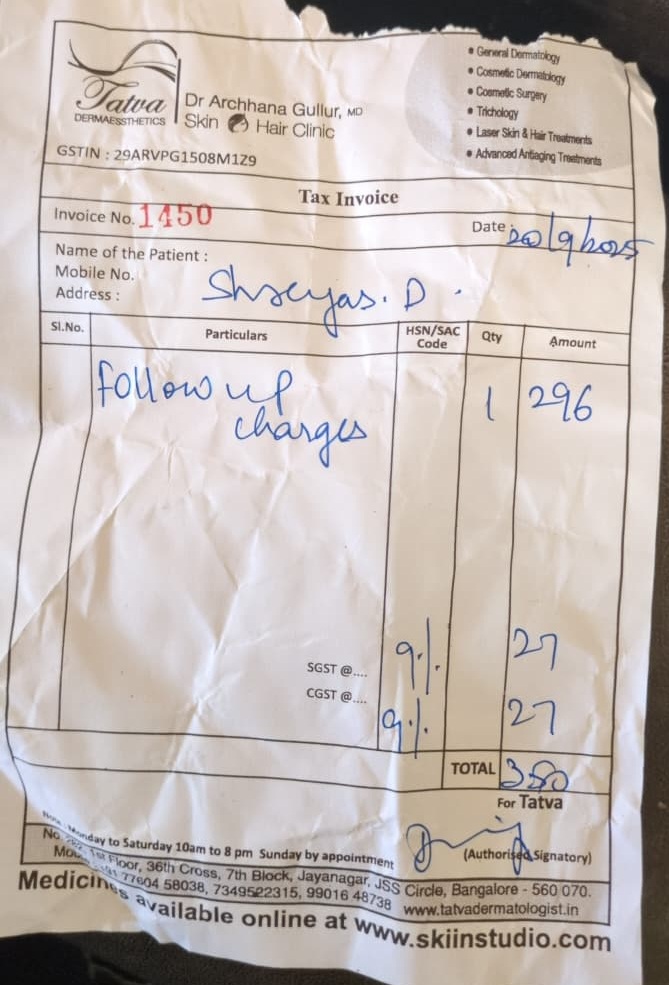 Tatva
DERMAESSTHETICS
Dr Archhana Gullur, MD
Skin Hair Clinic
• General Dermatology
• Cosmetic Dermatology
• Cosmetic Surgery
• Trichology
• Laser Skin & Hair Treatments
• Advanced Antiaging Treatments
GSTIN : 29ARVPG1508M1Z9
Tax Invoice
Invoice No. 1450
Date : 20/9/2025
Name of the Patient :
Mobile No.
Address :
Shreyas. D .
Sl.No. Particulars HSN/SAC Code Qty Amount
Follow up 1 296
charges
SGST @.... 9% 27
CGST @.... 9% 27
TOTAL 350
For Tatva
(Authorised Signatory)
Monday to Saturday 10am to 8 pm Sunday by appointment
No. 1st Floor, 36th Cross, 7th Block, Jayanagar, JSS Circle, Bangalore - 560 070.
77604 58038, 7349522315, 99016 48738 www.tatvadermatologist.in
Medicines available online at www.skiinstudio.com